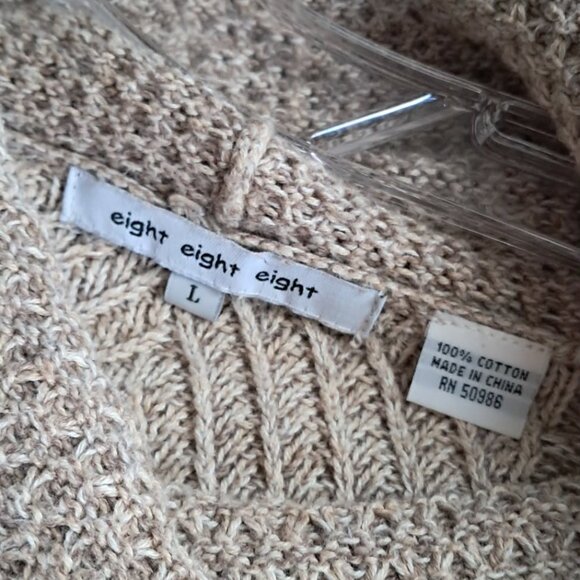 eight eight eight
L
100% COTTON
MADE IN CHINA
RN 50986